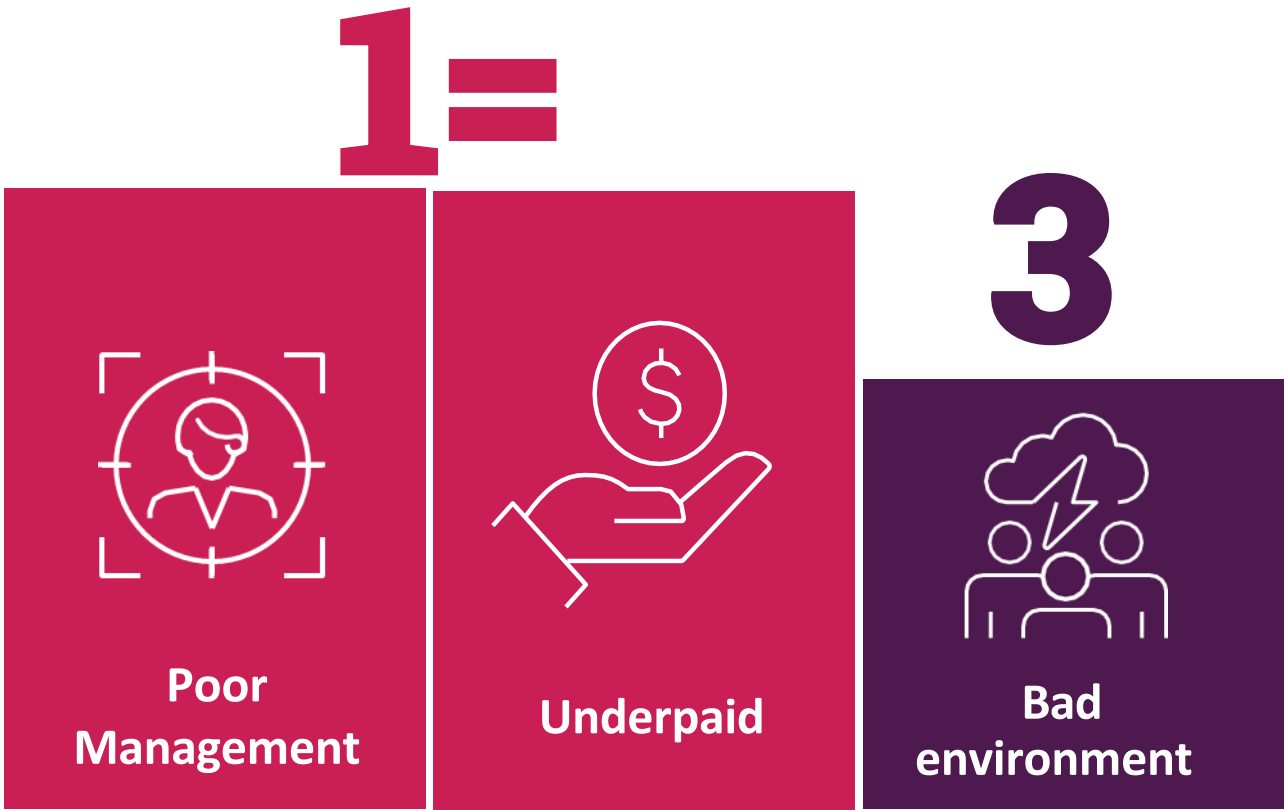 1=
3
$
Poor
Management
Underpaid
Bad
environment